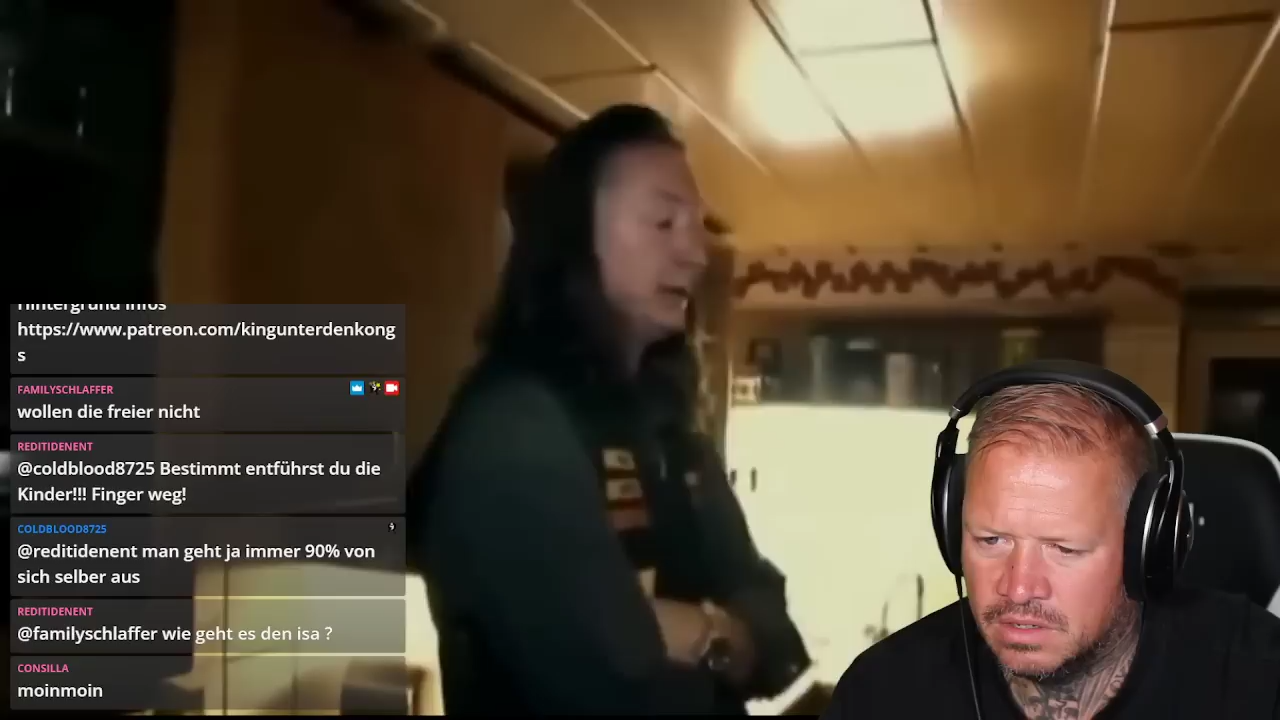 Hintergrund Infos
https://www.patreon.com/kingunterdenkong
s
FAMILYSCHLAFFER
wollen die freier nicht
REDITIDENENT
@coldblood8725 Bestimmt entführst du die
Kinder!!! Finger weg!
COLDBLOOD8725
@reditidenent man geht ja immer 90% von
sich selber aus
REDITIDENENT
@familyschlaffer wie geht es den isa ?
CONSILLA
moinmoin